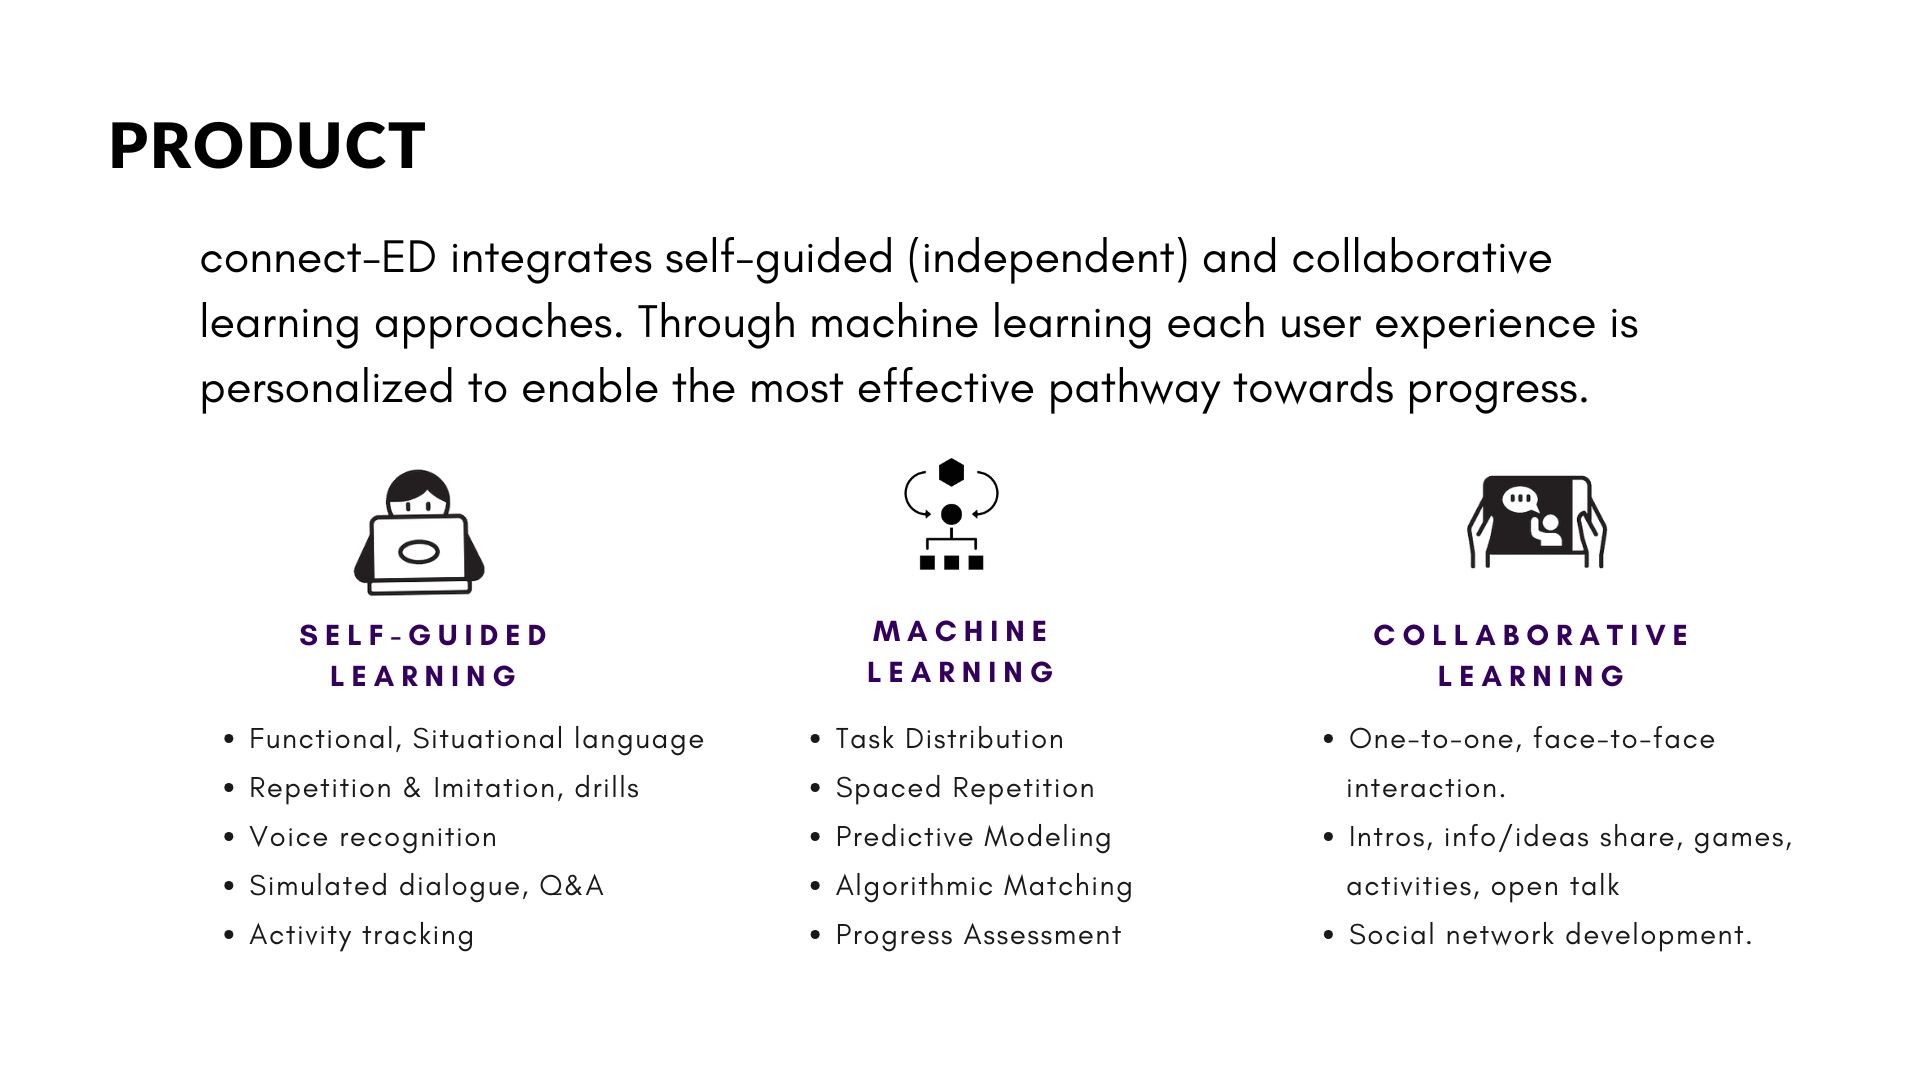 PRODUCT
connect-ED integrates self-guided (independent) and collaborative
learning approaches. Through machine learning each user experience is
personalized to enable the most effective pathway towards progress.
SELF-GUIDED
LEARNING
• Functional, Situational language
• Repetition & Imitation, drills
• Voice recognition
• Simulated dialogue, Q&A
• Activity tracking
MACHINE
LEARNING
• Task Distribution
• Spaced Repetition
• Predictive Modeling
• Algorithmic Matching
• Progress Assessment
COLLABORATIVE
LEARNING
• One-to-one, face-to-face
interaction.
• Intros, info/ideas share, games,
activities, open talk
• Social network development.